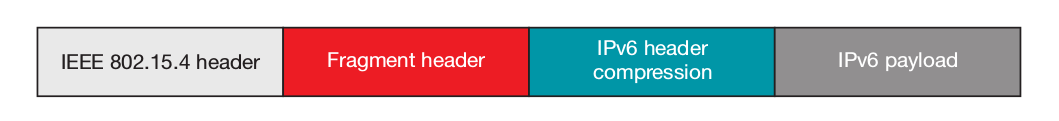 IEEE 802.15.4 header
Fragment header
IPv6 header
compression
IPv6 payload